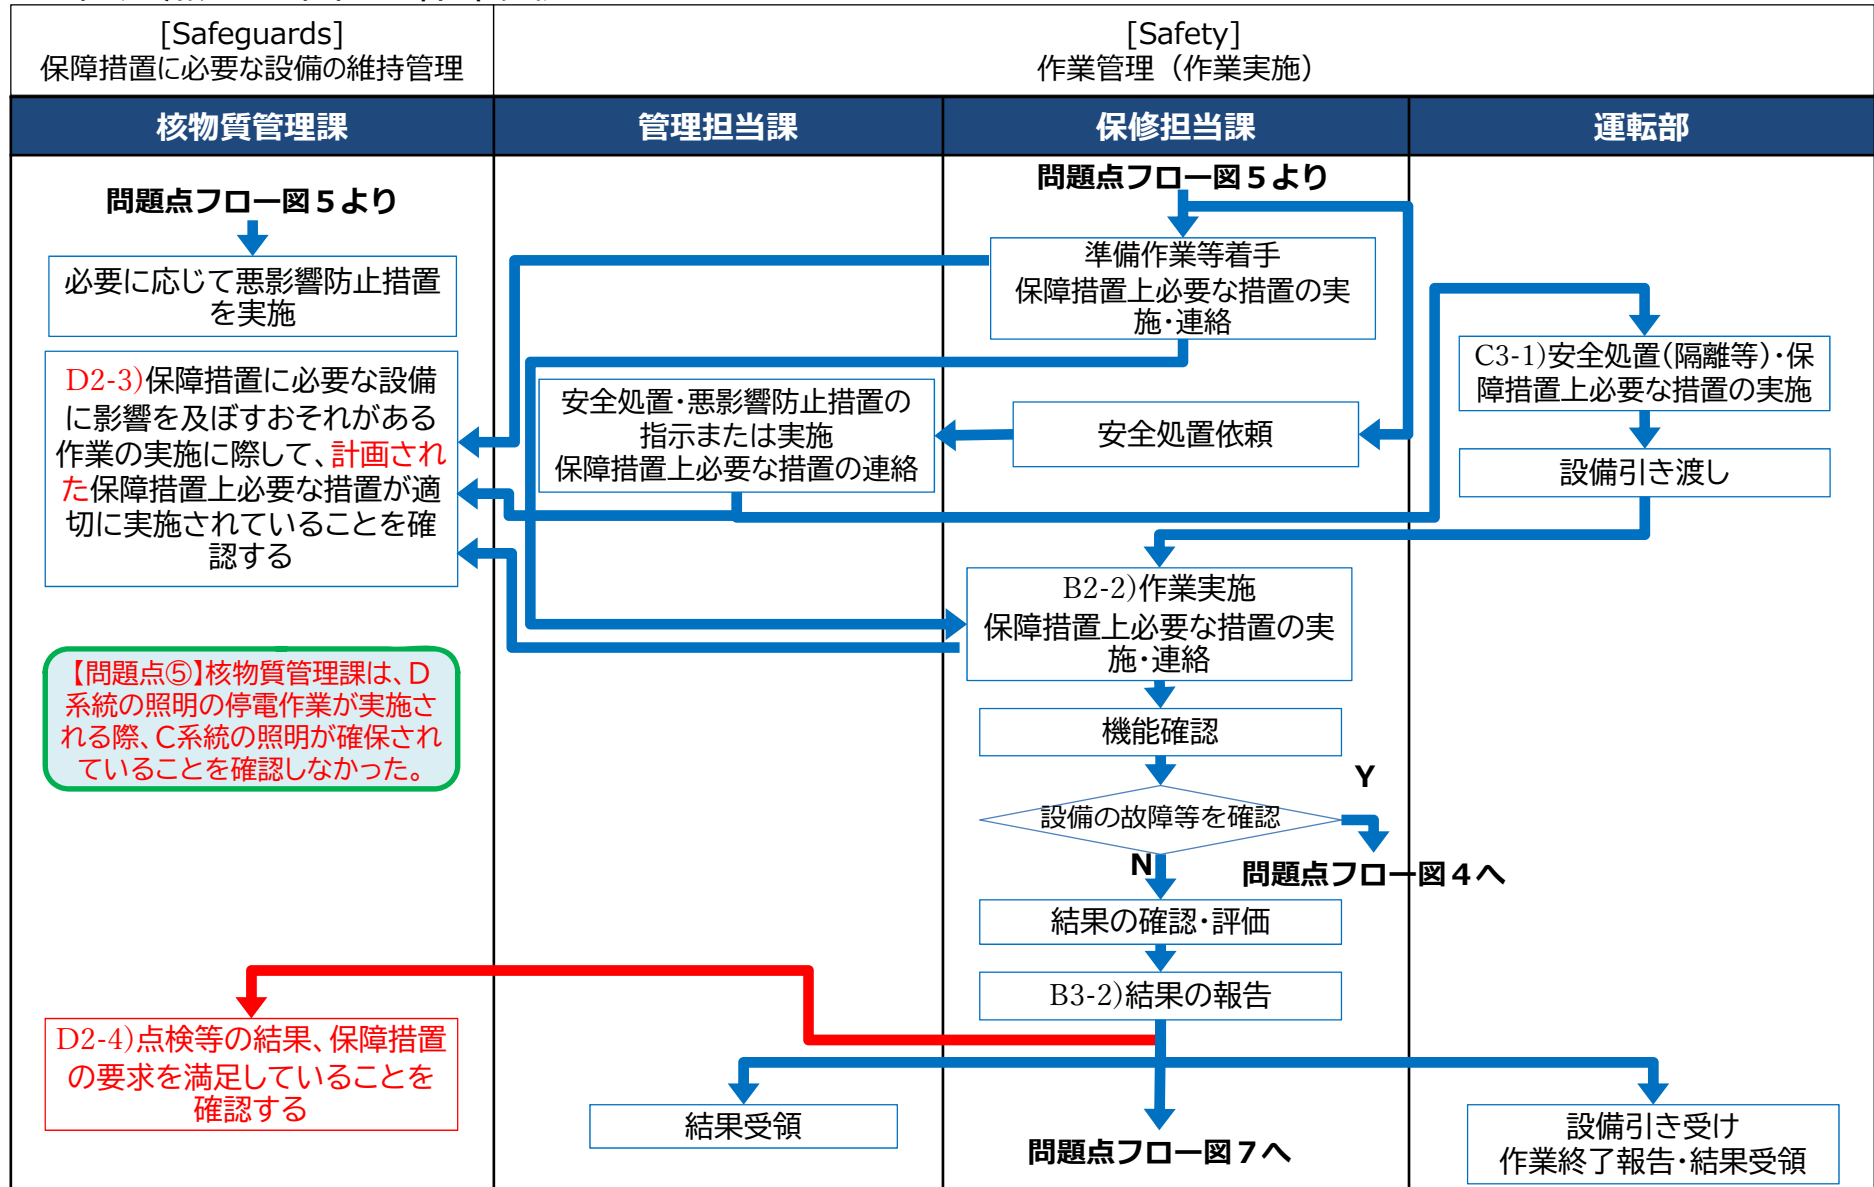 [Safeguards]
保障措置に必要な設備の維持管理
[Safety]
作業管理（作業実施）
核物質管理課
管理担当課
保修担当課
運転部
問題点フロー図５より
必要に応じて悪影響防止措置
を実施
D2-3)保障措置に必要な設備
に影響を及ぼすおそれがある
作業の実施に際して、計画され
た保障措置上必要な措置が適
切に実施されていることを確
認する
【問題点⑤】核物質管理課は、D
系統の照明の停電作業が実施さ
れる際、C系統の照明が確保され
ていることを確認しなかった。
D2-4)点検等の結果、保障措置
の要求を満足していることを
確認する
安全処置・悪影響防止措置の
指示または実施
保障措置上必要な措置の連絡
結果受領
問題点フロー図５より
準備作業等着手
保障措置上必要な措置の実
施・連絡
安全処置依頼
B2-2)作業実施
保障措置上必要な措置の実
施・連絡
機能確認
設備の故障等を確認
Y
問題点フロー図４へ
N
結果の確認・評価
B3-2)結果の報告
問題点フロー図７へ
C3-1)安全処置(隔離等)・保
障措置上必要な措置の実施
設備引き渡し
設備引き受け
作業終了報告・結果受領